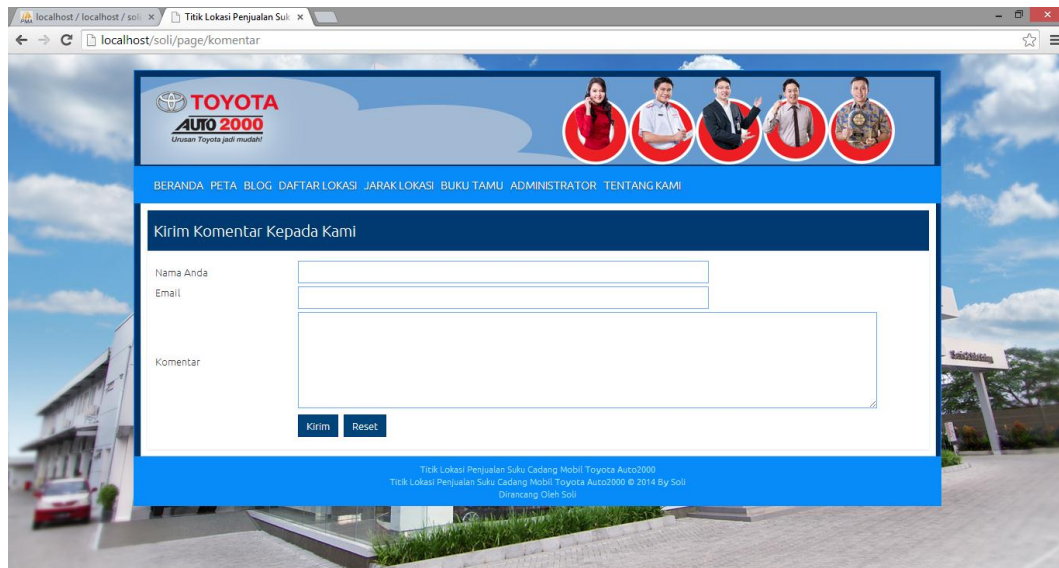 localhost / localhost / soli
Titik Lokasi Penjualan Suk
localhost/soli/page/komentar
TOYOTA
AUTO 2000
Urusan Toyota jadi mudah!
BERANDA PETA BLOG DAFTAR LOKASI JARAK LOKASI BUKU TAMU ADMINISTRATOR TENTANG KAMI
Kirim Komentar Kepada Kami
Nama Anda
Email
Komentar
Kirim Reset
Titik Lokasi Penjualan Suku Cadang Mobil Toyota Auto2000
Titik Lokasi Penjualan Suku Cadang Mobil Toyota Auto2000 © 2014 By Soli
Dirancang Oleh Soli